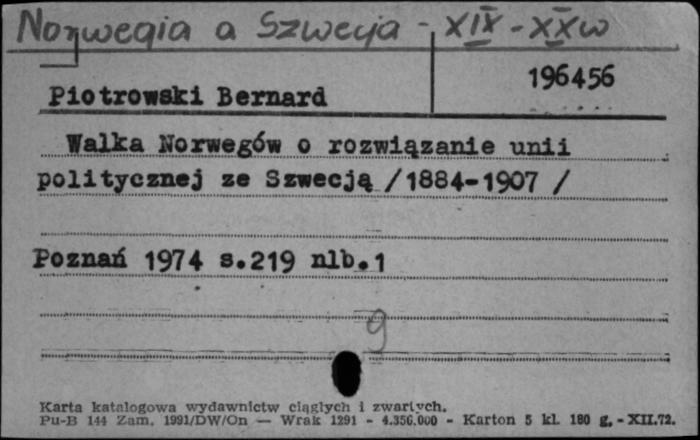 Norwegia a Szwecja - XIX - XX w
196456
Piotrowski Bernard
Walka Norwegów o rozwiązanie unii
politycznej ze Szwecją /1884-1907 /
Poznań 1974 s.219 nlb.1
g
Karta katalogowa wydawnictw ciągłych i zwartych.
Pu-B 144 Zam. 1991/DW/On — Wrak 1291 - 4.356.000 - Karton 5 kl. 180 g. - XII.72.